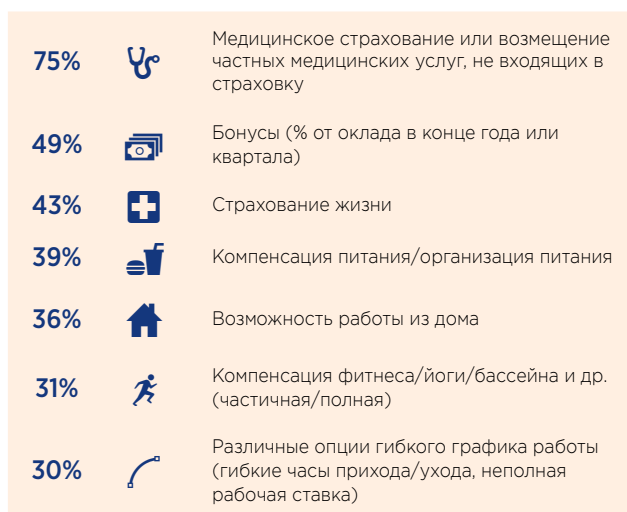 75%
Медицинское страхование или возмещение
частных медицинских услуг, не входящих в
страховку
49%
Бонусы (% от оклада в конце года или
квартала)
43%
Страхование жизни
39%
Компенсация питания/организация питания
36%
Возможность работы из дома
31%
Компенсация фитнеса/йоги/бассейна и др.
(частичная/полная)
30%
Различные опции гибкого графика работы
(гибкие часы прихода/ухода, неполная
рабочая ставка)